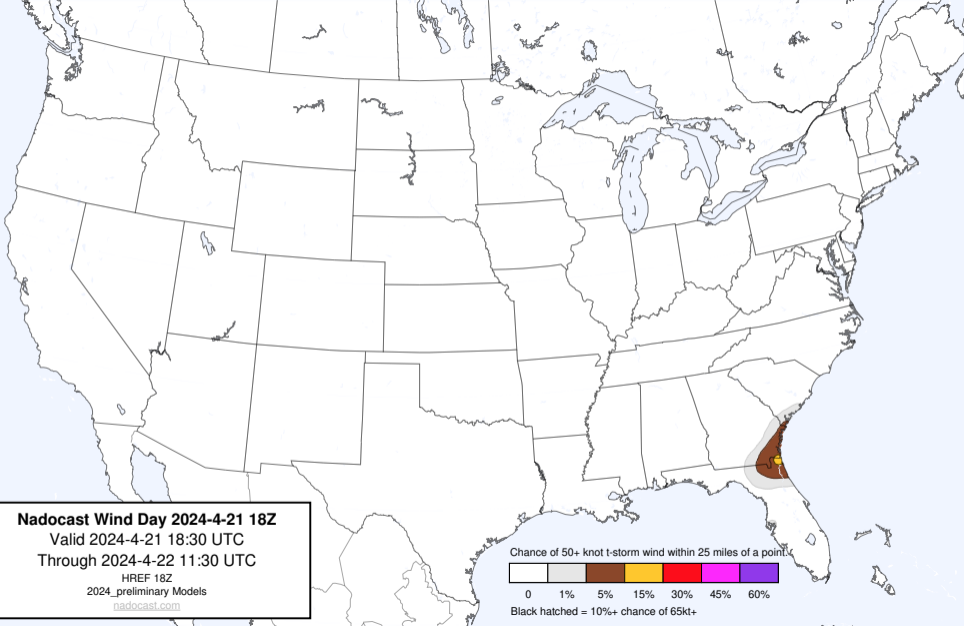 Nadocast Wind Day 2024-4-21 18Z
Valid 2024-4-21 18:30 UTC
Through 2024-4-22 11:30 UTC
HREF 18Z
2024_preliminary Models
nadocast.com
Chance of 50+ knot t-storm wind within 25 miles of a point.
0 1% 5% 15% 30% 45% 60%
Black hatched = 10%+ chance of 65kt+